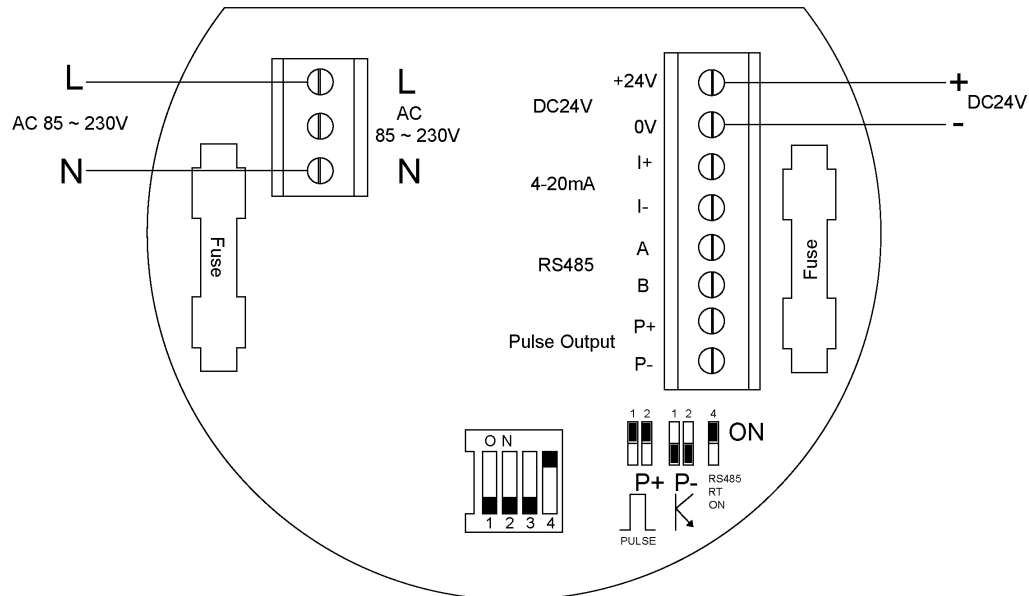 L
AC 85 ~ 230V
N
L
AC
85 ~ 230V
N
Fuse
DC24V
+24V
0V
4-20mA
I+
I-
RS485
A
B
Pulse Output
P+
P-
+
DC24V
-
Fuse
ON
1 2 3 4
1 2
1 2
4
ON
P+ P-
RS485
RT
ON
PULSE